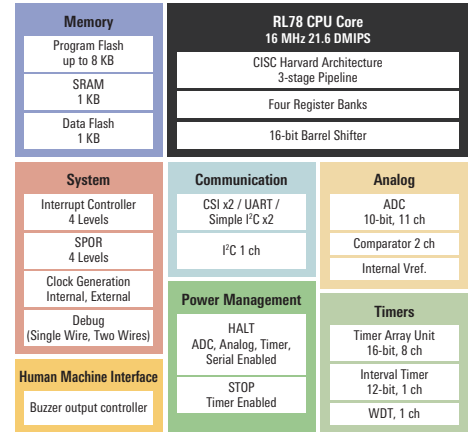 Memory
Program Flash
up to 8 KB
SRAM
1 KB
Data Flash
1 KB
RL78 CPU Core
16 MHz 21.6 DMIPS
CISC Harvard Architecture
3-stage Pipeline
Four Register Banks
16-bit Barrel Shifter
System
Interrupt Controller
4 Levels
SPOR
4 Levels
Clock Generation
Internal, External
Debug
(Single Wire, Two Wires)
Human Machine Interface
Buzzer output controller
Communication
CSI x2 / UART /
Simple I²C x2
I²C 1 ch
Power Management
HALT
ADC, Analog, Timer,
Serial Enabled
STOP
Timer Enabled
Analog
ADC
10-bit, 11 ch
Comparator 2 ch
Internal Vref.
Timers
Timer Array Unit
16-bit, 8 ch
Interval Timer
12-bit, 1 ch
WDT, 1 ch